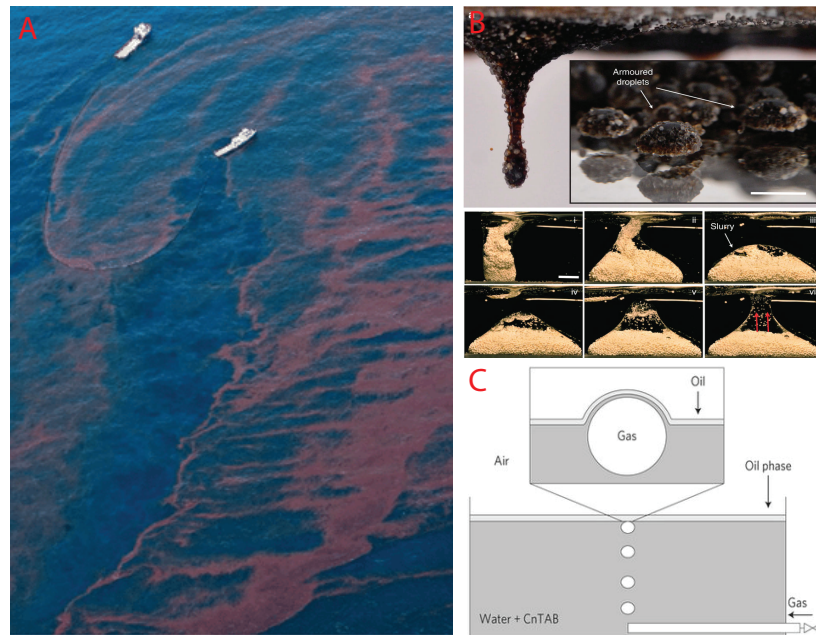 A
B
a
Armoured
droplets
i
ii
iii
Slurry
iv
v
vi
C
Oil
Gas
Air
Oil phase
Gas
Water + CnTAB